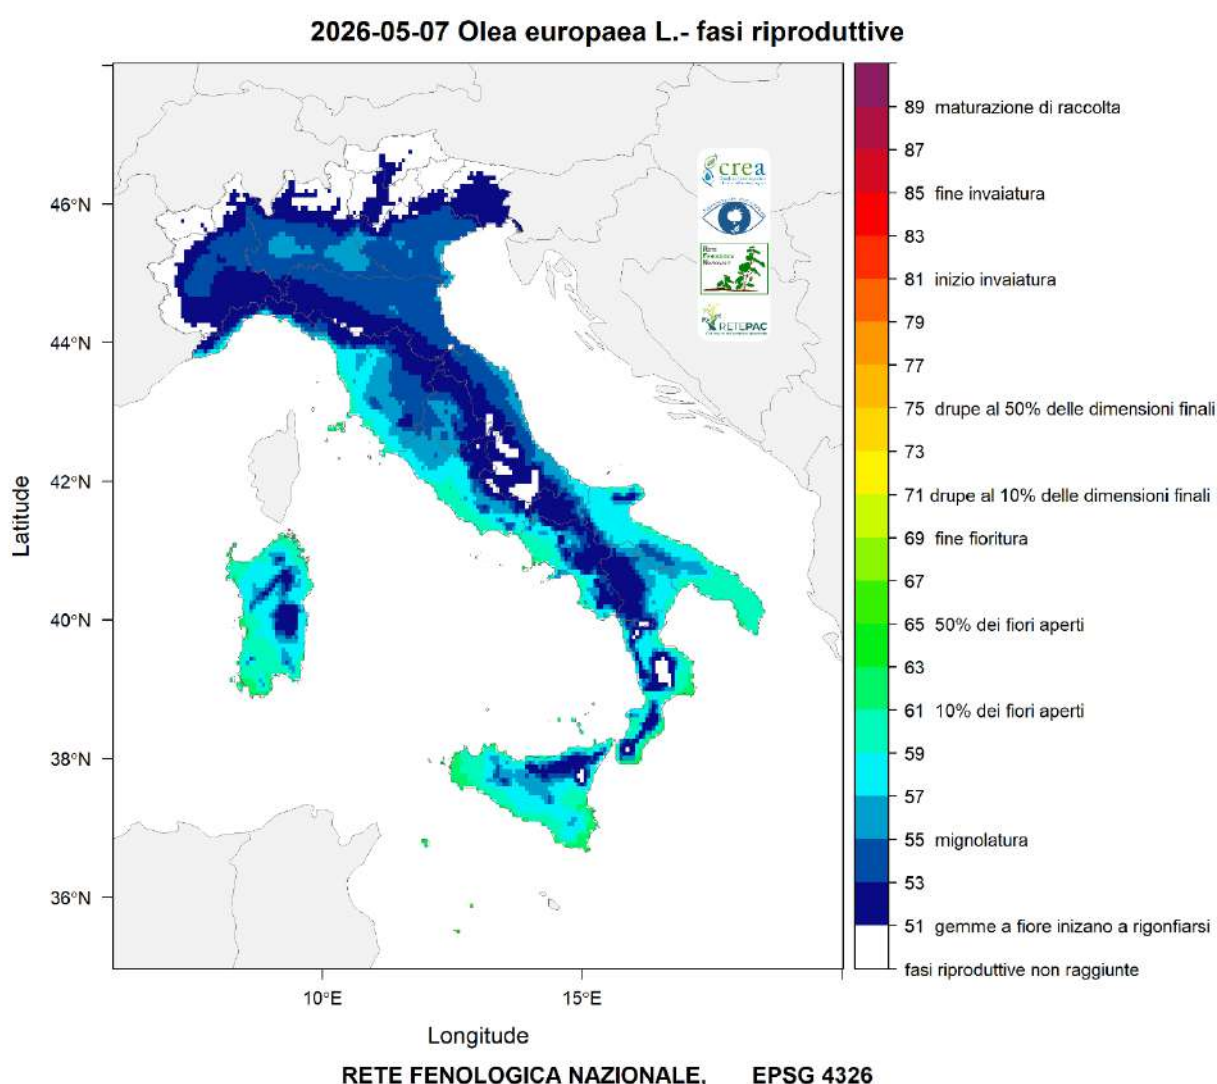 2026-05-07 Olea europaea L.- fasi riproduttive
89 maturazione di raccolta
87
85 fine invaiatura
83
81 inizio invaiatura
79
77
75 drupe al 50% delle dimensioni finali
73
71 drupe al 10% delle dimensioni finali
69 fine fioritura
67
65 50% dei fiori aperti
63
61 10% dei fiori aperti
59
57
55 mignolatura
53
51 gemme a fiore inizano a rigonfiarsi
fasi riproduttive non raggiunte
crea
Rete
Fenologica
Nazionale
RETEPAC
46°N
44°N
42°N
40°N
38°N
36°N
Latitude
10°E
15°E
Longitude
RETE FENOLOGICA NAZIONALE, EPSG 4326